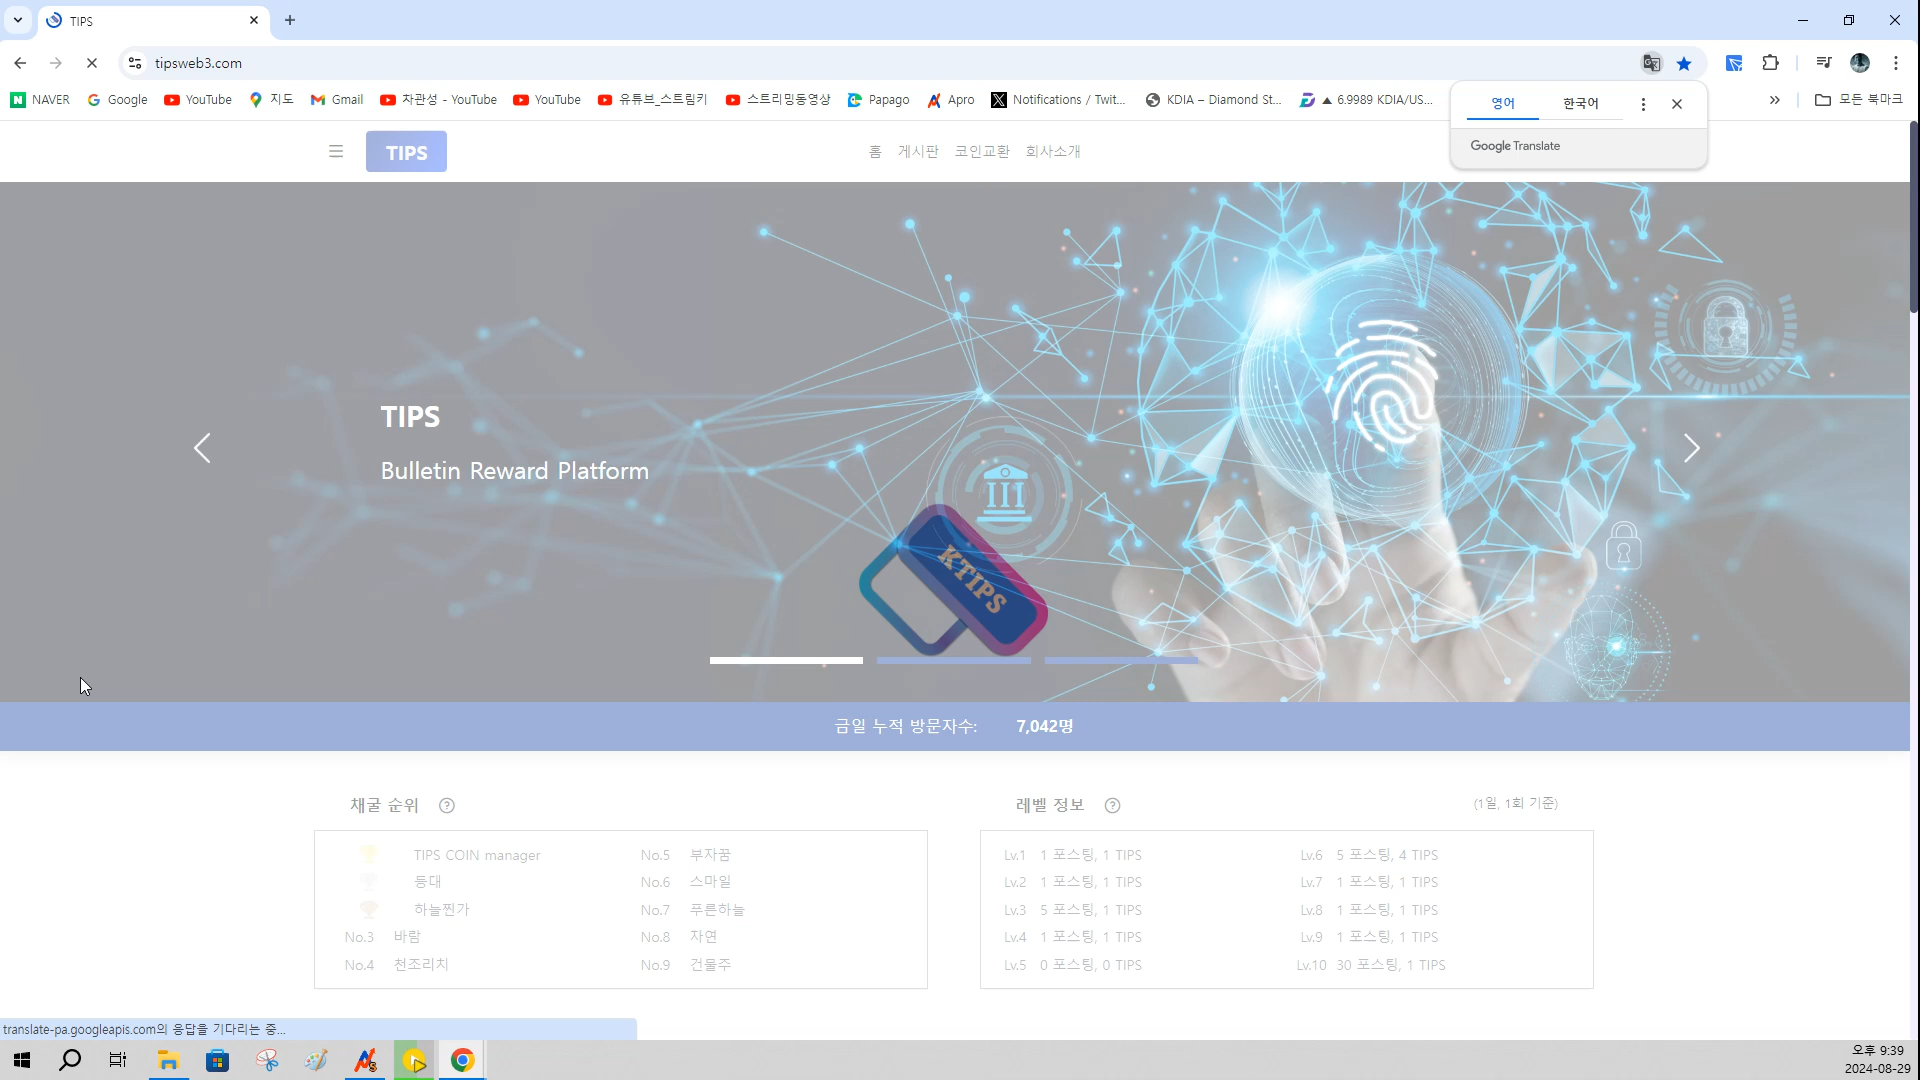 TIPS
tipsweb3.com
NAVER Google YouTube 지도 Gmail 차관성 - YouTube YouTube 유튜브_스트림키 스트리밍동영상 Papago Apro Notifications / Twit... KDIA – Diamond St... ▲ 6.9989 KDIA/US... » 모든 북마크
영어 한국어
Google Translate
TIPS 홈 게시판 코인교환 회사소개
TIPS
Bulletin Reward Platform
KTIPS
금일 누적 방문자수: 7,042명
채굴 순위
TIPS COIN manager No.5 부자꿈
등대 No.6 스마일
하늘찐가 No.7 푸른하늘
No.3 바람 No.8 자연
No.4 천조리치 No.9 건물주
레벨 정보 (1일, 1회 기준)
Lv.1 1 포스팅, 1 TIPS Lv.6 5 포스팅, 4 TIPS
Lv.2 1 포스팅, 1 TIPS Lv.7 1 포스팅, 1 TIPS
Lv.3 5 포스팅, 1 TIPS Lv.8 1 포스팅, 1 TIPS
Lv.4 1 포스팅, 1 TIPS Lv.9 1 포스팅, 1 TIPS
Lv.5 0 포스팅, 0 TIPS Lv.10 30 포스팅, 1 TIPS
translate-pa.googleapis.com의 응답을 기다리는 중...
오후 9:39
2024-08-29